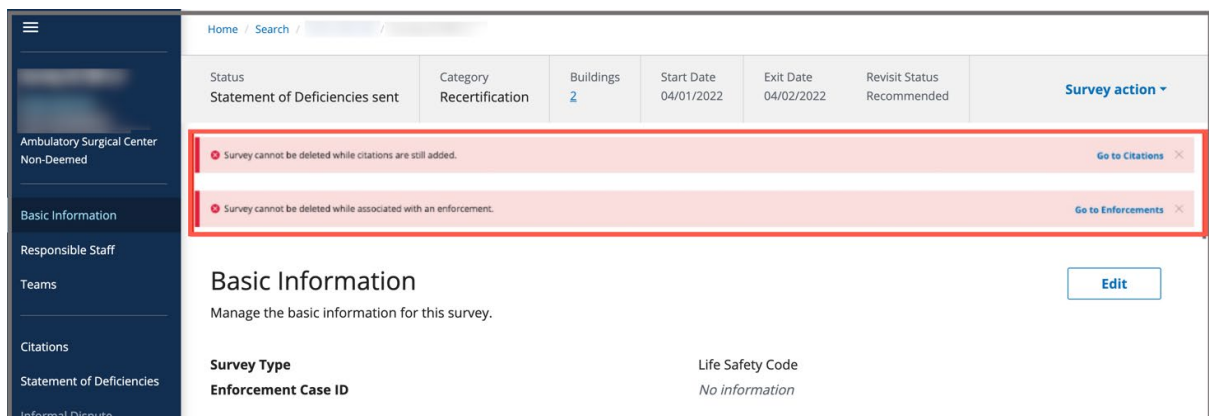 Home / Search / /
Status
Statement of Deficiencies sent
Category
Recertification
Buildings
2
Start Date
04/01/2022
Exit Date
04/02/2022
Revisit Status
Recommended
Survey action
Ambulatory Surgical Center
Non-Deemed
Survey cannot be deleted while citations are still added.
Go to Citations
Survey cannot be deleted while associated with an enforcement.
Go to Enforcements
Basic Information
Responsible Staff
Teams
Citations
Statement of Deficiencies
Informal Dispute
Basic Information
Edit
Manage the basic information for this survey.
Survey Type
Life Safety Code
Enforcement Case ID
No information